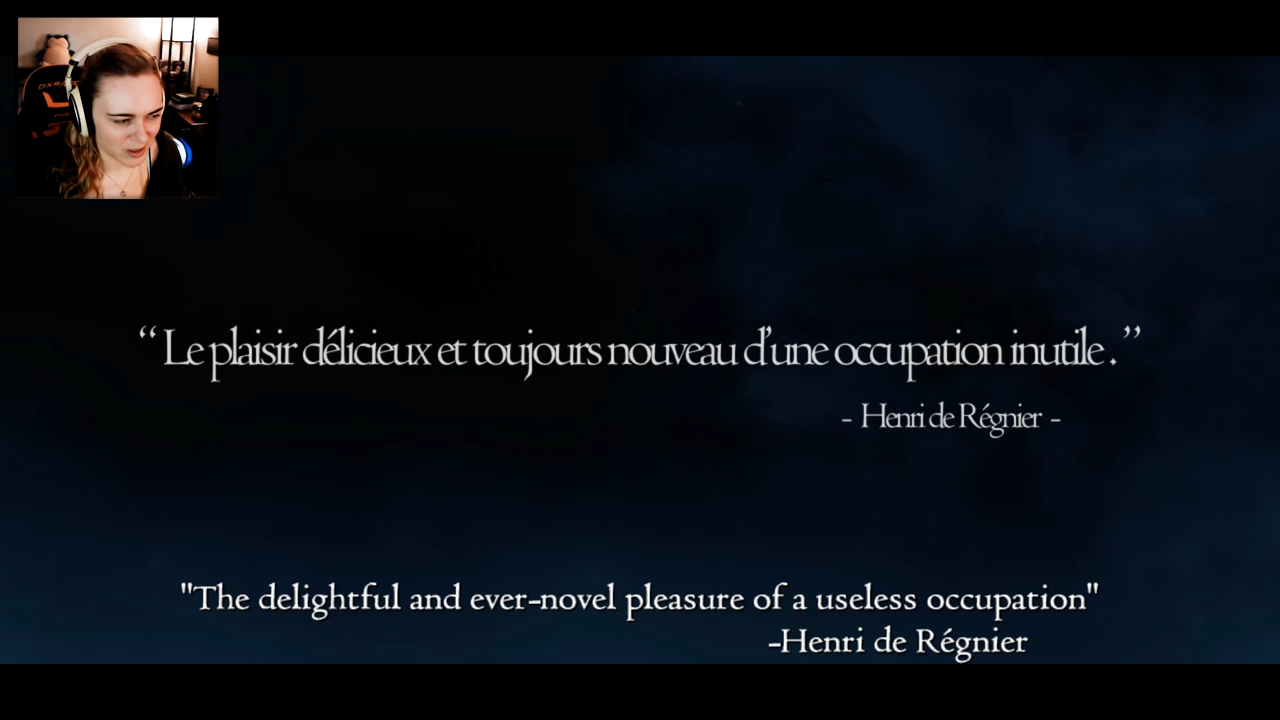 “ Le plaisir délicieux et toujours nouveau d’une occupation inutile . ”
- Henri de Régnier -
"The delightful and ever-novel pleasure of a useless occupation"
-Henri de Régnier